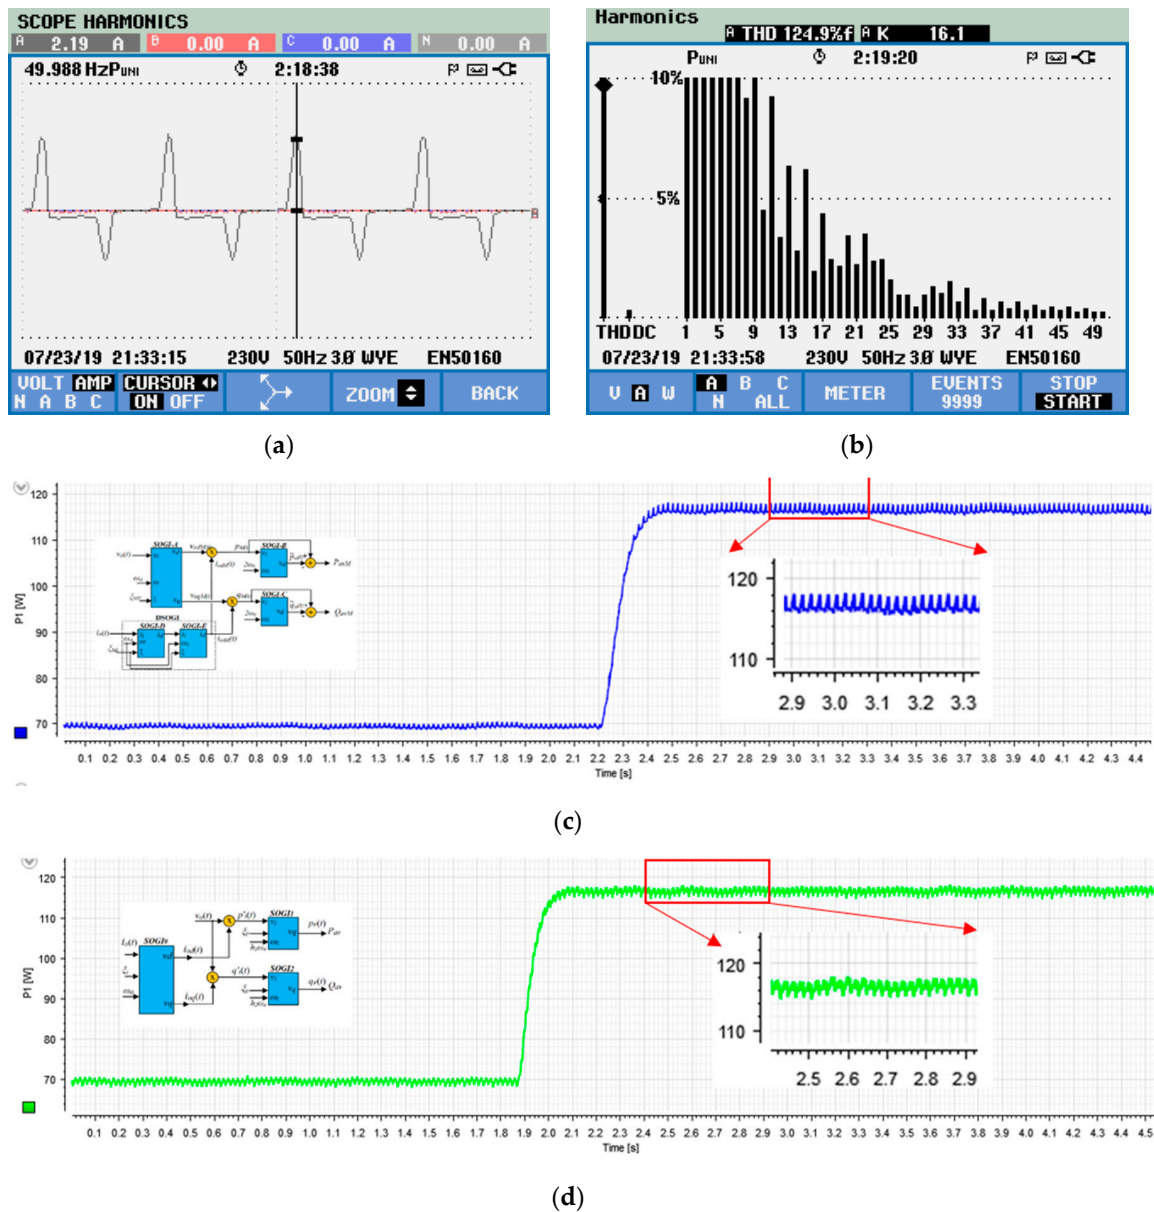 SCOPE HARMONICS
A 2.19 A B 0.00 A C 0.00 A N 0.00 A
49.988 HzPUNI 2:18:38
07/23/19 21:33:15 230V 50Hz 3Ø WYE EN50160
VOLT AMP CURSOR ZOOM BACK
N A B C ON OFF
(a)
Harmonics
A THD 124.9%f A K 16.1
PUNI 2:19:20
10%
5%
THDDC 1 5 9 13 17 21 25 29 33 37 41 45 49
07/23/19 21:33:58 230V 50Hz 3Ø WYE EN50160
V A W A B C METER EVENTS STOP
N ALL 9999 START
(b)
120
110
100
90
80
70
P1 [W]
SOGI-A
SOGI-B
SOGI-C
DSOGI
SOGI-D SOGI-E
PavM
QavM
120
110
2.9 3.0 3.1 3.2 3.3
0.1 0.2 0.3 0.4 0.5 0.6 0.7 0.8 0.9 1.0 1.1 1.2 1.3 1.4 1.5 1.6 1.7 1.8 1.9 2.0 2.1 2.2 2.3 2.4 2.5 2.6 2.7 2.8 2.9 3.0 3.1 3.2 3.3 3.4 3.5 3.6 3.7 3.8 3.9 4.0 4.1 4.2 4.3 4.4
Time [s]
(c)
120
110
100
90
80
70
P1 [W]
SOGI0
SOGI1
SOGI2
Pav
Qav
120
110
2.5 2.6 2.7 2.8 2.9
0.1 0.2 0.3 0.4 0.5 0.6 0.7 0.8 0.9 1.0 1.1 1.2 1.3 1.4 1.5 1.6 1.7 1.8 1.9 2.0 2.1 2.2 2.3 2.4 2.5 2.6 2.7 2.8 2.9 3.0 3.1 3.2 3.3 3.4 3.5 3.6 3.7 3.8 3.9 4.0 4.1 4.2 4.3 4.4 4.5
Time [s]
(d)